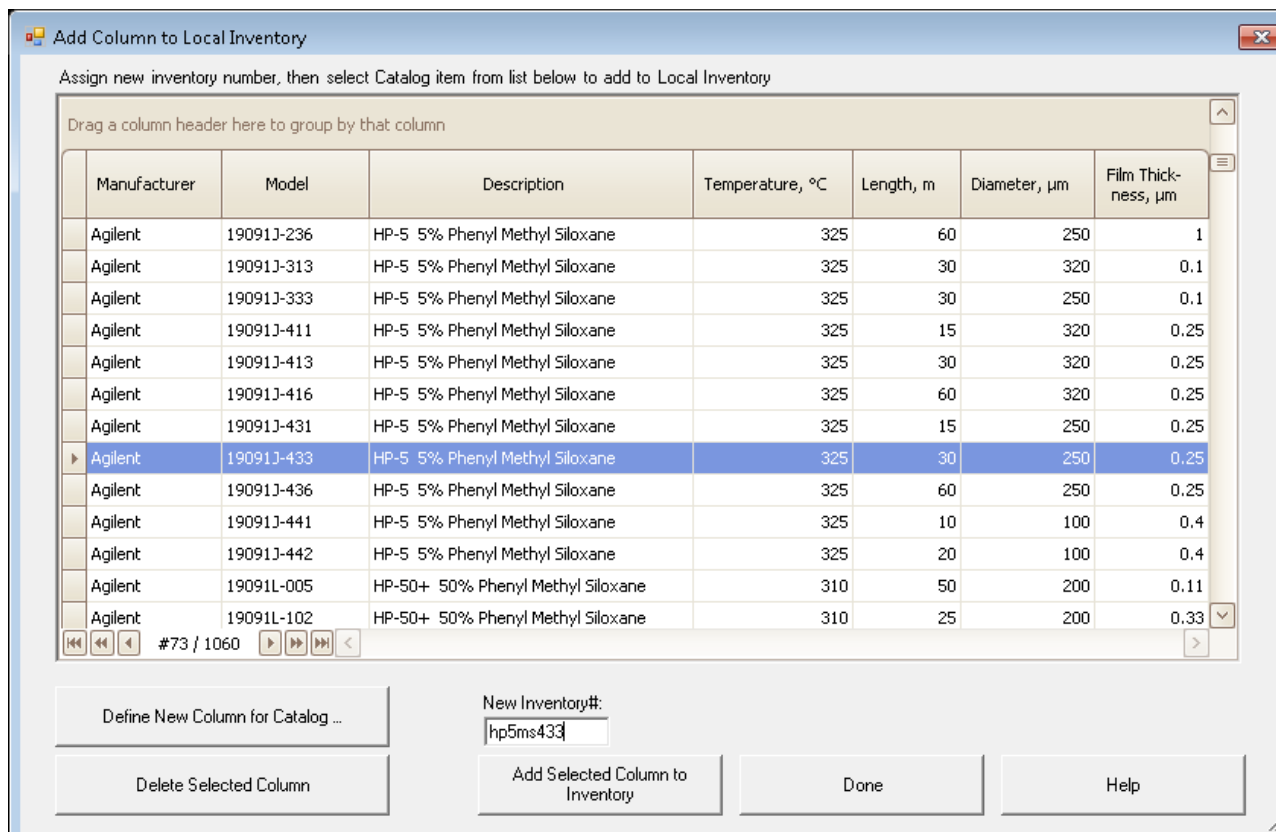 Add Column to Local Inventory
Assign new inventory number, then select Catalog item from list below to add to Local Inventory
Drag a column header here to group by that column
Manufacturer Model Description Temperature, °C Length, m Diameter, µm Film Thick-
ness, µm
Agilent 19091J-236 HP-5 5% Phenyl Methyl Siloxane 325 60 250 1
Agilent 19091J-313 HP-5 5% Phenyl Methyl Siloxane 325 30 320 0.1
Agilent 19091J-333 HP-5 5% Phenyl Methyl Siloxane 325 30 250 0.1
Agilent 19091J-411 HP-5 5% Phenyl Methyl Siloxane 325 15 320 0.25
Agilent 19091J-413 HP-5 5% Phenyl Methyl Siloxane 325 30 320 0.25
Agilent 19091J-416 HP-5 5% Phenyl Methyl Siloxane 325 60 320 0.25
Agilent 19091J-431 HP-5 5% Phenyl Methyl Siloxane 325 15 250 0.25
Agilent 19091J-433 HP-5 5% Phenyl Methyl Siloxane 325 30 250 0.25
Agilent 19091J-436 HP-5 5% Phenyl Methyl Siloxane 325 60 250 0.25
Agilent 19091J-441 HP-5 5% Phenyl Methyl Siloxane 325 10 100 0.4
Agilent 19091J-442 HP-5 5% Phenyl Methyl Siloxane 325 20 100 0.4
Agilent 19091L-005 HP-50+ 50% Phenyl Methyl Siloxane 310 50 200 0.11
Agilent 19091L-102 HP-50+ 50% Phenyl Methyl Siloxane 310 25 200 0.33
#73 / 1060
Define New Column for Catalog ...
New Inventory#:
hp5ms433
Delete Selected Column
Add Selected Column to
Inventory
Done
Help